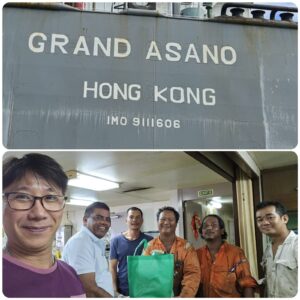 GRAND ASANO
HONG KONG
IMO 9111606